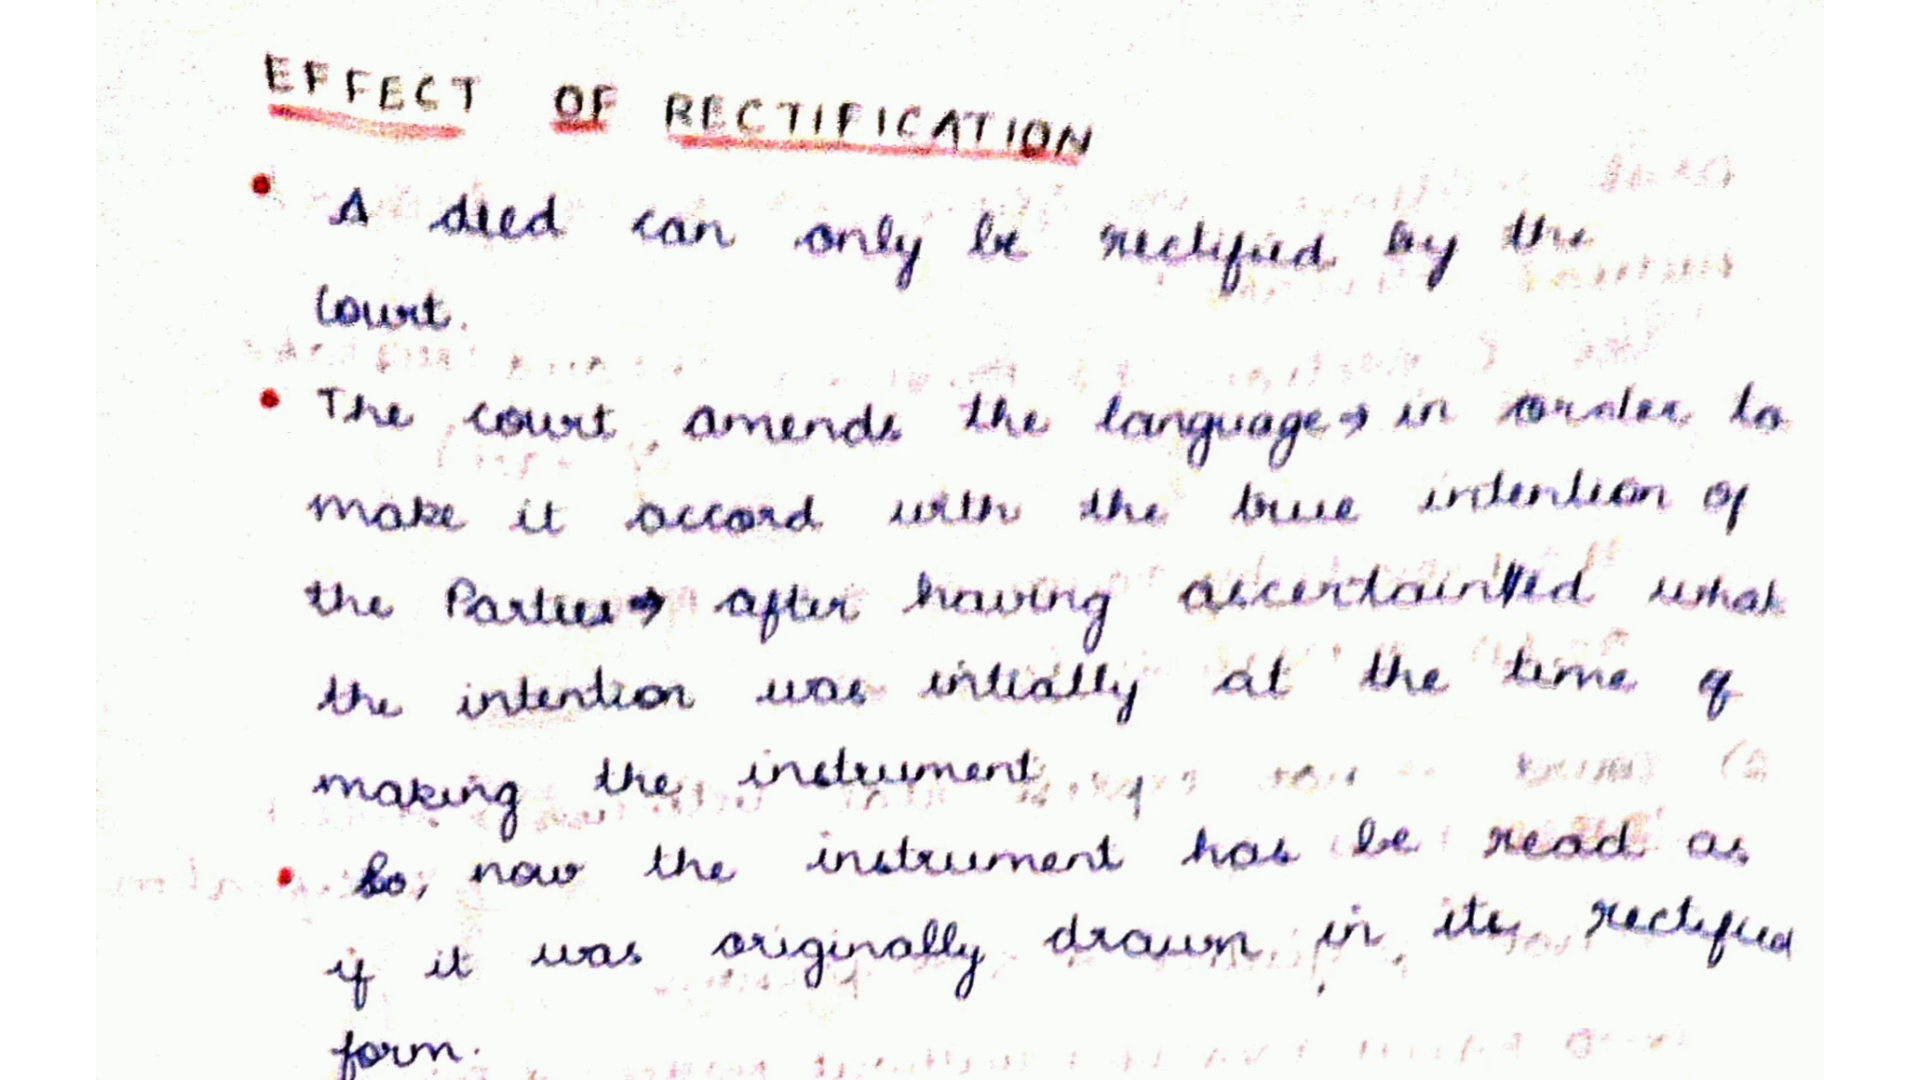 EFFECT OF RECTIFICATION
• A deed can only be rectified by the
Court.
• The court amends the language → in order to
make it accord with the true intention of
the Parties → after having ascertained what
the intention was intially at the time of
making the instrument
• So, now the instrument has be read as
if it was originally drawn in its rectified
form.